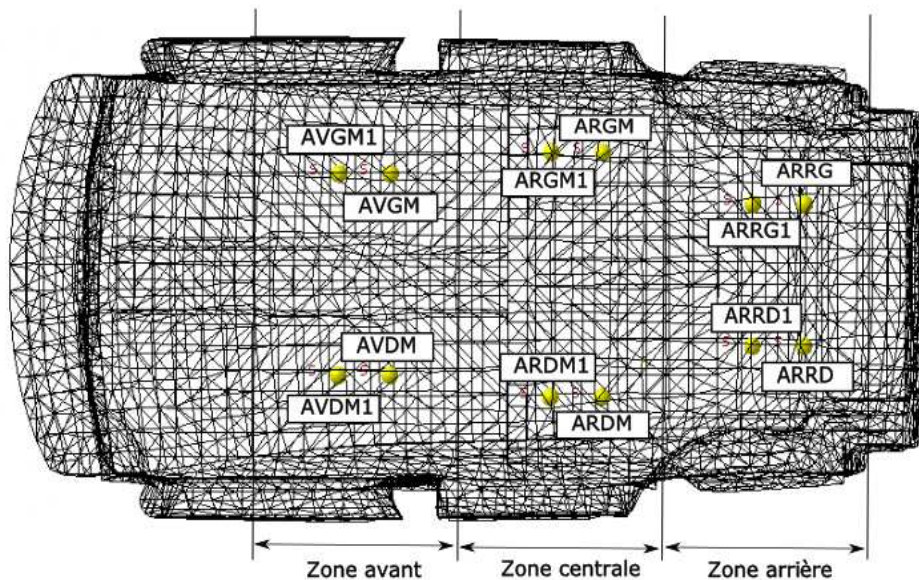 AVGM1
AVGM
ARGM
ARGM1
ARRG
ARRG1
AVDM
AVDM1
ARDM1
ARDM
ARRD1
ARRD
Zone avant
Zone centrale
Zone arrière